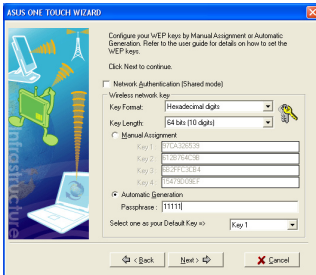 ASUS ONE TOUCH WIZARD
Configure your WEP keys by Manual Assignment or Automatic
Generation. Refer to the user guide for details on how to set the
WEP keys.
Click Next to continue.
Network Authentication (Shared mode)
Wireless network key
Key Format: Hexadecimal digits
Key Length: 64 bits (10 digits)
Manual Assignment
Key 1 97CA326538
Key 2 612B764C9B
Key 3
Key 4 15479D09EF
Automatic Generation
Passphrase : 11111
Select one as your Default Key => Key 1
< Back
Next >
Cancel
Infrastructure